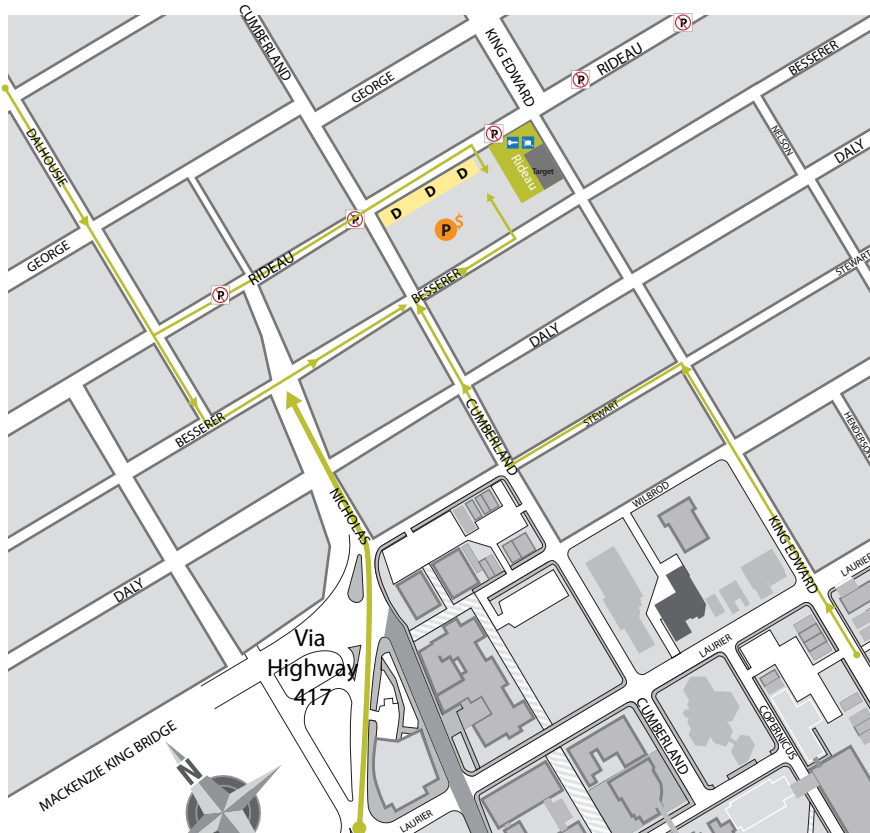 CUMBERLAND
KING EDWARD
RIDEAU
BESSERER
GEORGE
NELSON
DALY
DALHOUSIE
P
P
P
Rideau
Target
D D D
P $
P
GEORGE
RIDEAU
P
BESSERER
STEWART
DALY
BESSERER
CUMBERLAND
STEWART
HENDERSON
NICHOLAS
WILBROD
KING EDWARD
DALY
LAURIER
Via
Highway
417
LAURIER
CUMBERLAND
COPERNICUS
MACKENZIE KING BRIDGE
N
LAURIER